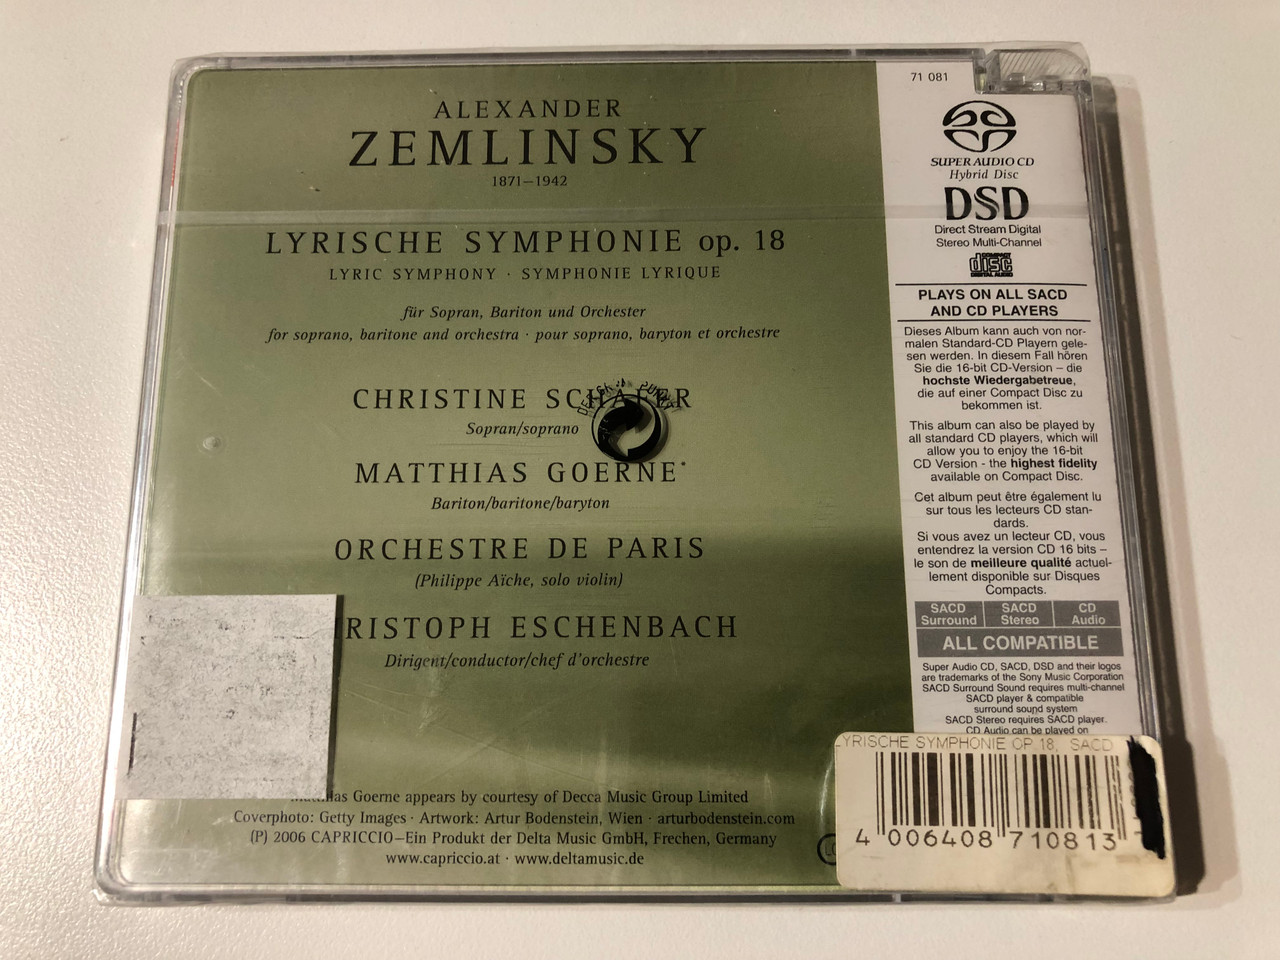 ALEXANDER
ZEMLINSKY
1871–1942
LYRISCHE SYMPHONIE op. 18
LYRIC SYMPHONY · SYMPHONIE LYRIQUE
für Sopran, Bariton und Orchester
for soprano, baritone and orchestra · pour soprano, baryton et orchestre
CHRISTINE SCHÄFER
Sopran/soprano
MATTHIAS GOERNE*
Bariton/baritone/baryton
ORCHESTRE DE PARIS
(Philippe Aïche, solo violin)
RISTOPH ESCHENBACH
Dirigent/conductor/chef d'orchestre
Matthias Goerne appears by courtesy of Decca Music Group Limited
Coverphoto: Getty Images · Artwork: Artur Bodenstein, Wien · arturbodenstein.com
(P) 2006 CAPRICCIO–Ein Produkt der Delta Music GmbH, Frechen, Germany
www.capriccio.at · www.deltamusic.de
71 081
SUPER AUDIO CD
Hybrid Disc
DSD
Direct Stream Digital
Stereo Multi-Channel
COMPACT
disc
DIGITAL AUDIO
PLAYS ON ALL SACD
AND CD PLAYERS
Dieses Album kann auch von nor-
malen Standard-CD Playern gele-
sen werden. In diesem Fall hören
Sie die 16-bit CD-Version – die
hochste Wiedergabetreue,
die auf einer Compact Disc zu
bekommen ist.
This album can also be played by
all standard CD players, which will
allow you to enjoy the 16-bit
CD Version - the highest fidelity
available on Compact Disc.
Cet album peut être également lu
sur tous les lecteurs CD stan-
dards.
Si vous avez un lecteur CD, vous
entendrez la version CD 16 bits –
le son de meilleure qualité actuel-
lement disponible sur Disques
Compacts.
SACD Surround
SACD Stereo
CD Audio
ALL COMPATIBLE
Super Audio CD, SACD, DSD and their logos
are trademarks of the Sony Music Corporation
SACD Surround Sound requires multi-channel
SACD player & compatible
surround sound system
SACD Stereo requires SACD player.
CD Audio can be played on
LYRISCHE SYMPHONIE OP.18, SACD
4 006408 710813